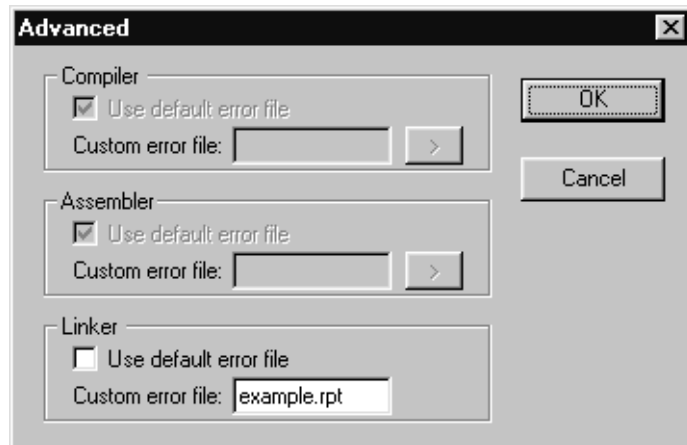 Advanced
Compiler
Use default error file
Custom error file:
>
OK
Cancel
Assembler
Use default error file
Custom error file:
>
Linker
Use default error file
Custom error file: example.rpt